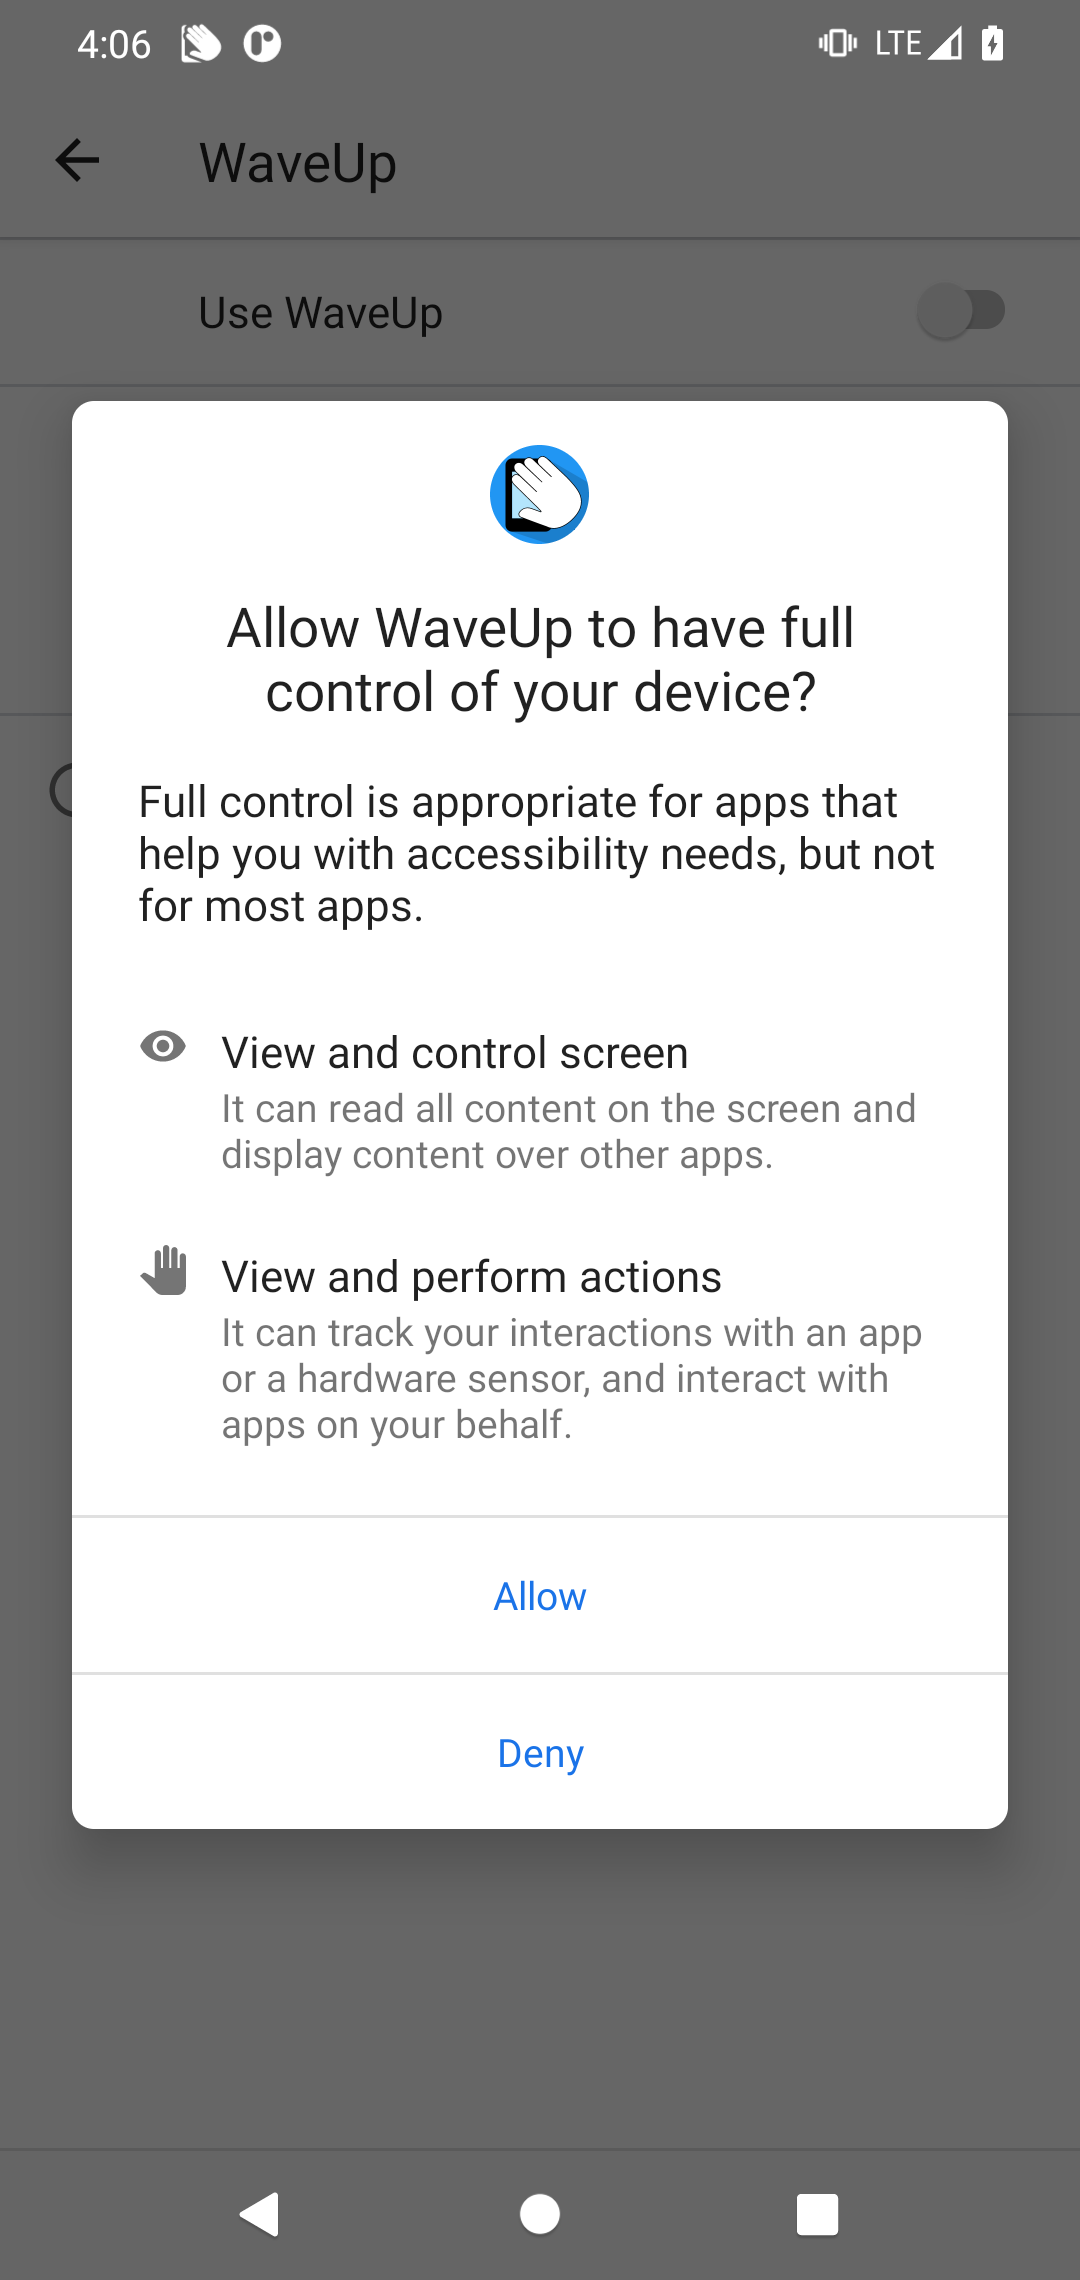 4:06
LTE
WaveUp
Use WaveUp
Allow WaveUp to have full
control of your device?
Full control is appropriate for apps that
help you with accessibility needs, but not
for most apps.
View and control screen
It can read all content on the screen and
display content over other apps.
View and perform actions
It can track your interactions with an app
or a hardware sensor, and interact with
apps on your behalf.
Allow
Deny